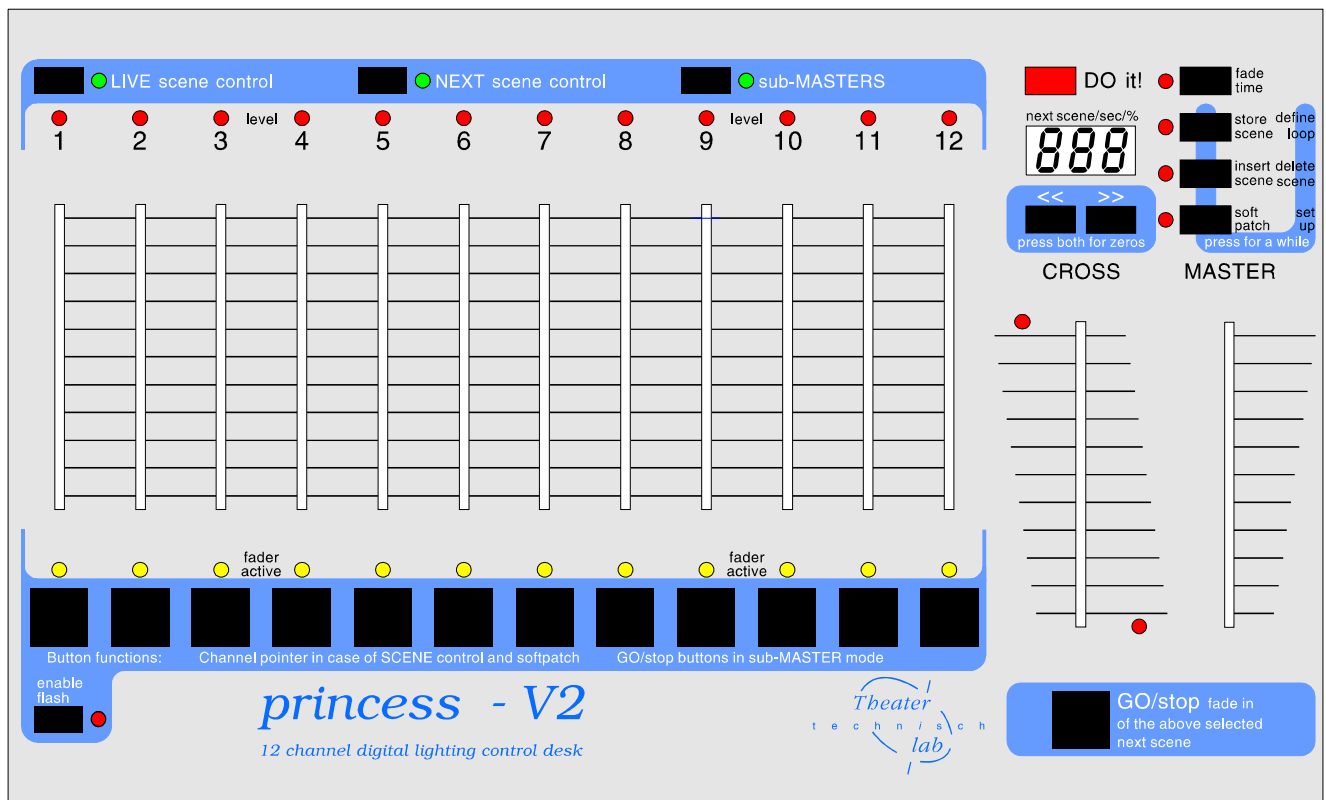 LIVE scene control
NEXT scene control
sub-MASTERS
level
level
1 2 3 4 5 6 7 8 9 10 11 12
DO it!
fade
time
next scene/sec/%
888
store
scene
define
loop
insert
scene
delete
scene
soft
patch
set
up
<< >>
press both for zeros
press for a while
CROSS
MASTER
fader
active
fader
active
Button functions:
Channel pointer in case of SCENE control and softpatch
GO/stop buttons in sub-MASTER mode
enable
flash
princess - V2
12 channel digital lighting control desk
Theater
technisch
lab
GO/stop fade in
of the above selected
next scene